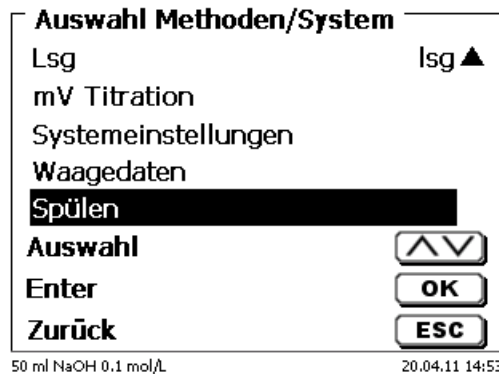 Auswahl Methoden/System
Lsg lsg▲
mV Titration
Systemeinstellungen
Waagedaten
Spülen
Auswahl
Enter OK
Zurück ESC
50 ml NaOH 0.1 mol/L 20.04.11 14:53